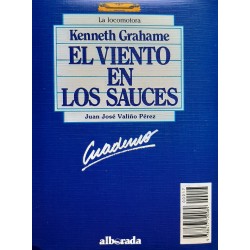 La locomotora
Kenneth Grahame
EL VIENTO
EN
LOS SAUCES
Juan José Valiño Pérez
Cuaderno
alborada